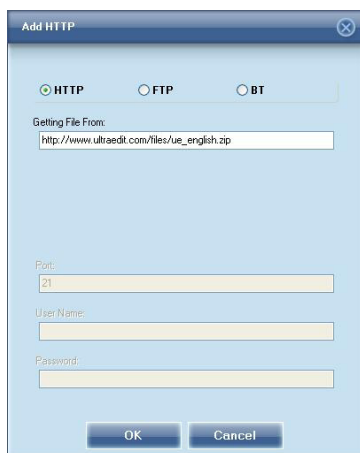 Add HTTP
HTTP FTP BT
Getting File From:
http://www.ultraedit.com/files/ue_english.zip
Port:
21
User Name:
Password:
OK Cancel